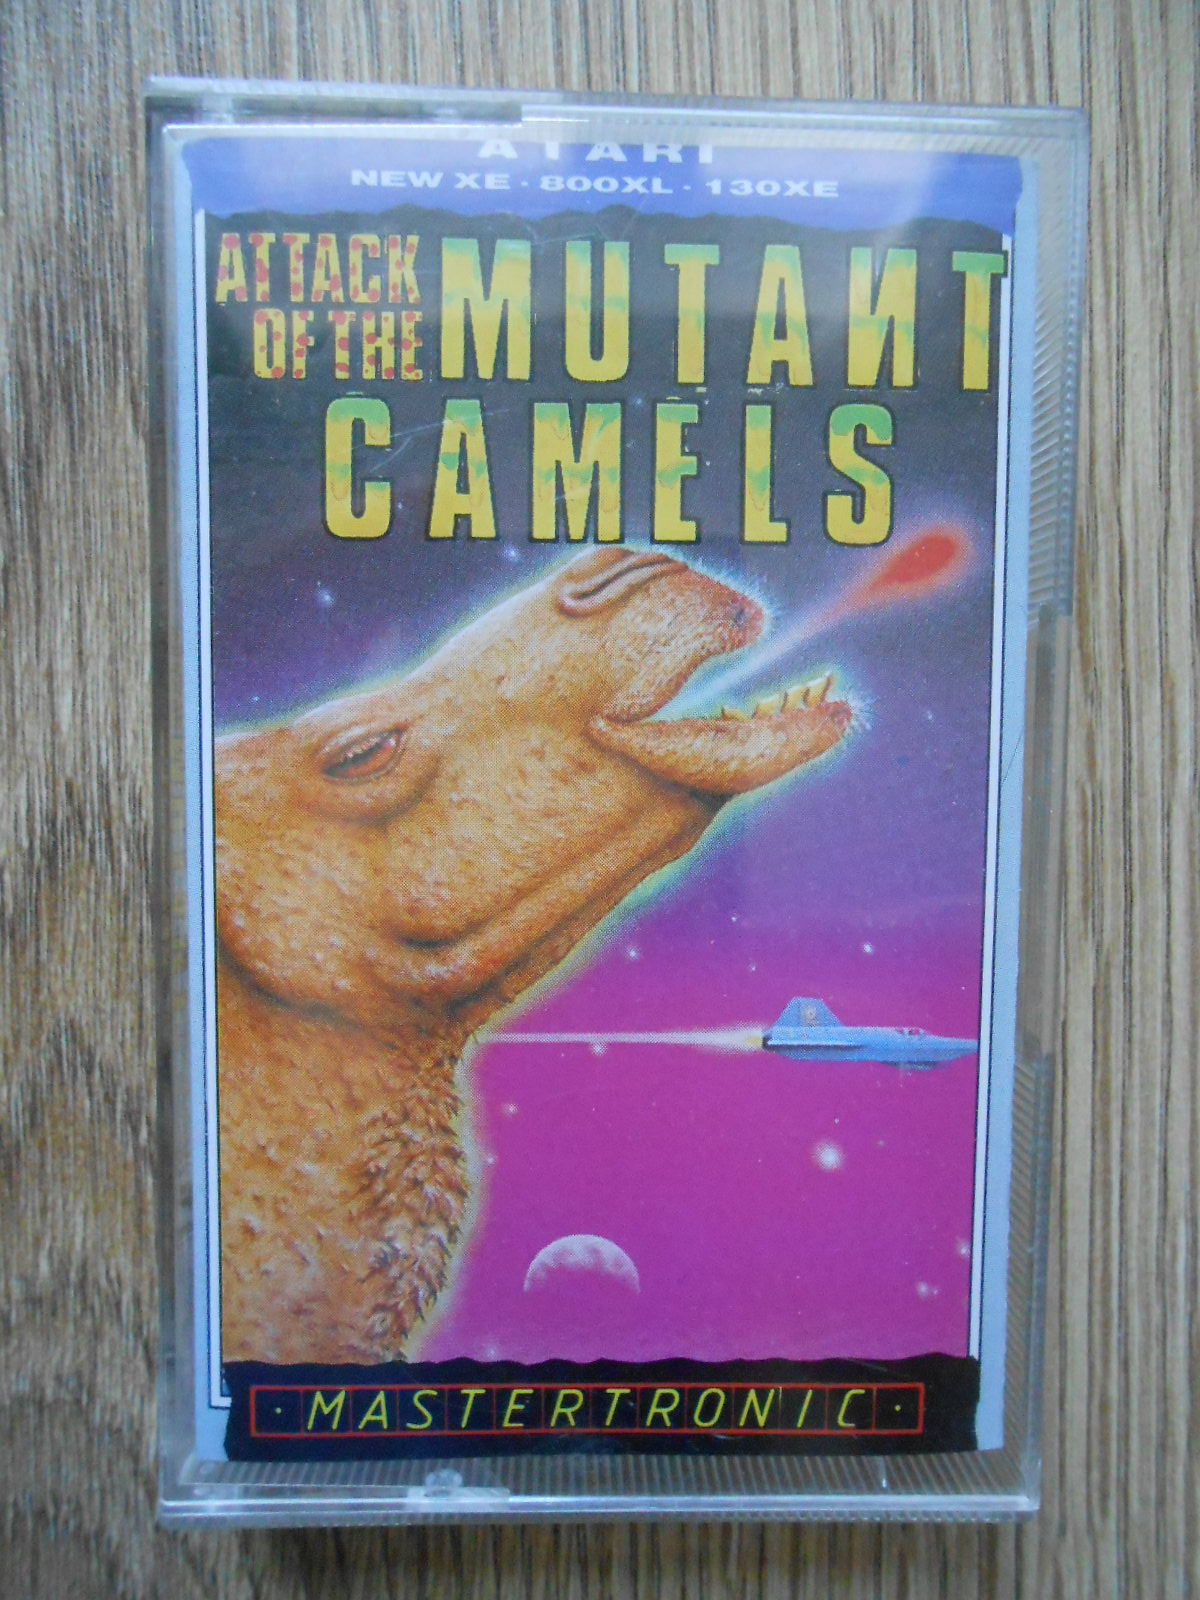 ATARI
NEW XE · 800XL · 130XE
ATTACK OF THE MUTANT
CAMELS
· MASTERTRONIC ·